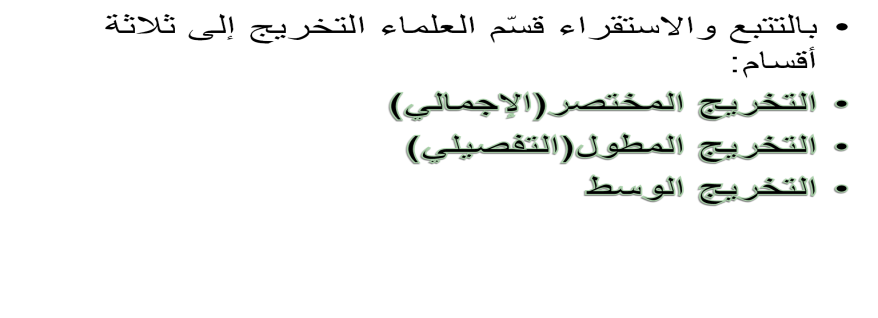 • بالتتبع والاستقراء قسّم العلماء التخريج إلى ثلاثة
أقسام:
• التخريج المختصر(الإجمالي)
• التخريج المطول(التفصيلي)
• التخريج الوسط